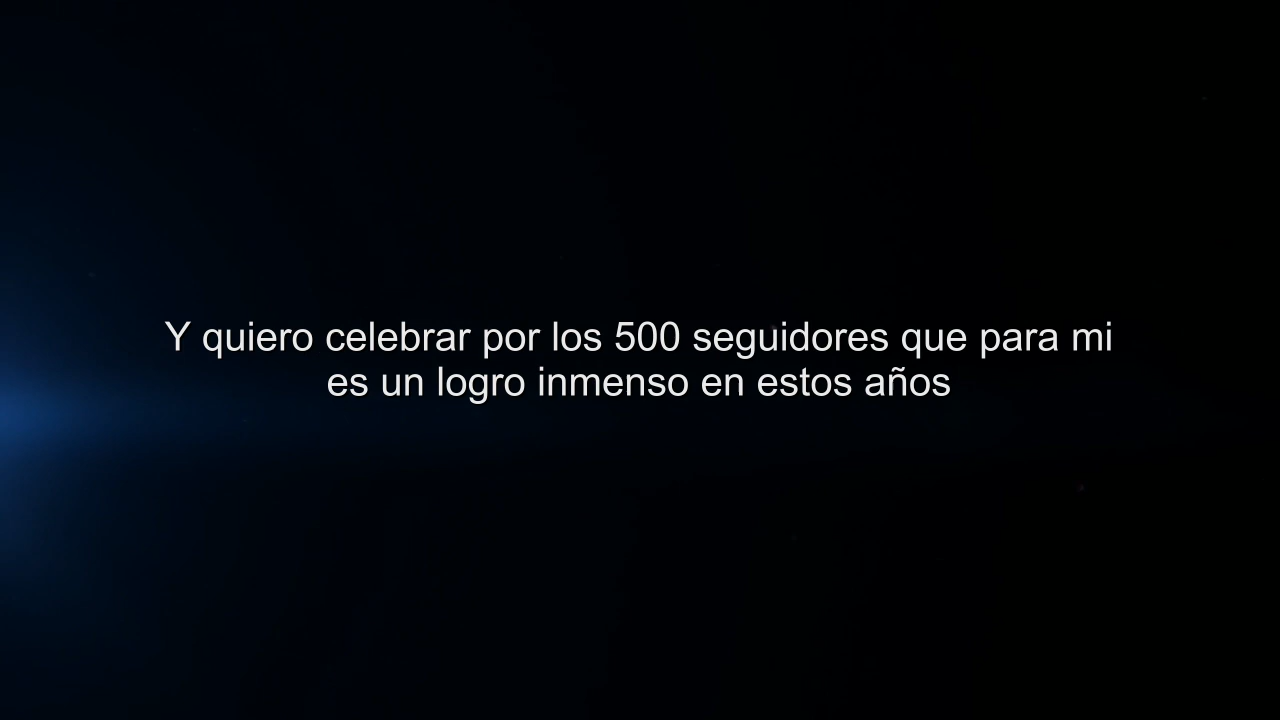 Y quiero celebrar por los 500 seguidores que para mi
es un logro inmenso en estos años